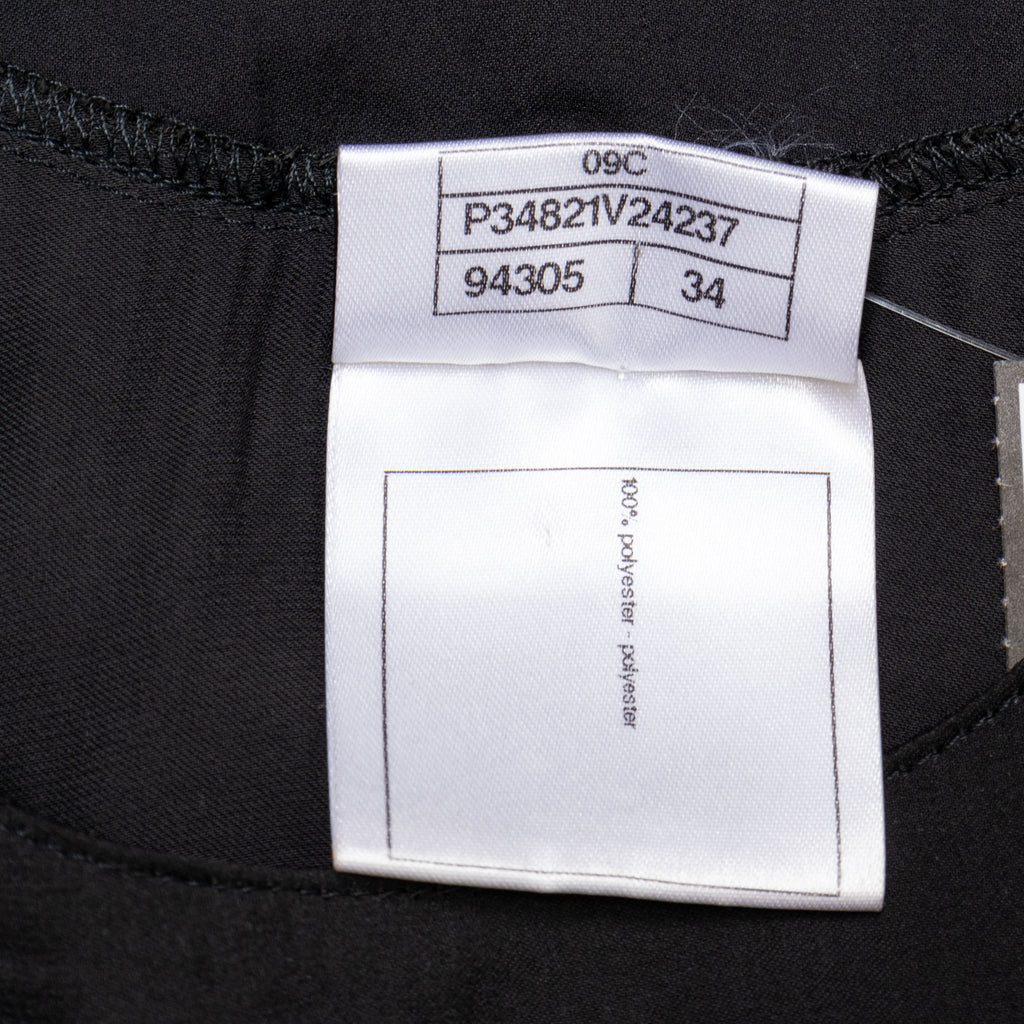 09C
P34821V24237
94305 34
100% polyester - polyester